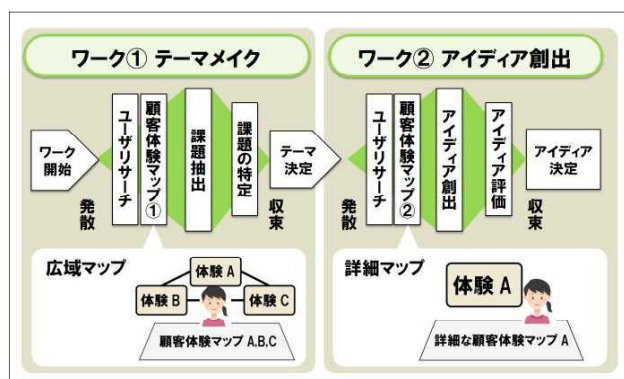 ワーク① テーマメイク
ワーク
開始
発散
ユーザリサーチ
顧客体験マップ①
課題抽出
課題の特定
収束
テーマ
決定
広域マップ
体験 A
体験 B
体験 C
顧客体験マップ A,B,C
ワーク② アイディア創出
発散
ユーザリサーチ
顧客体験マップ②
アイディア創出
アイディア評価
収束
アイディア
決定
詳細マップ
体験 A
詳細な顧客体験マップ A